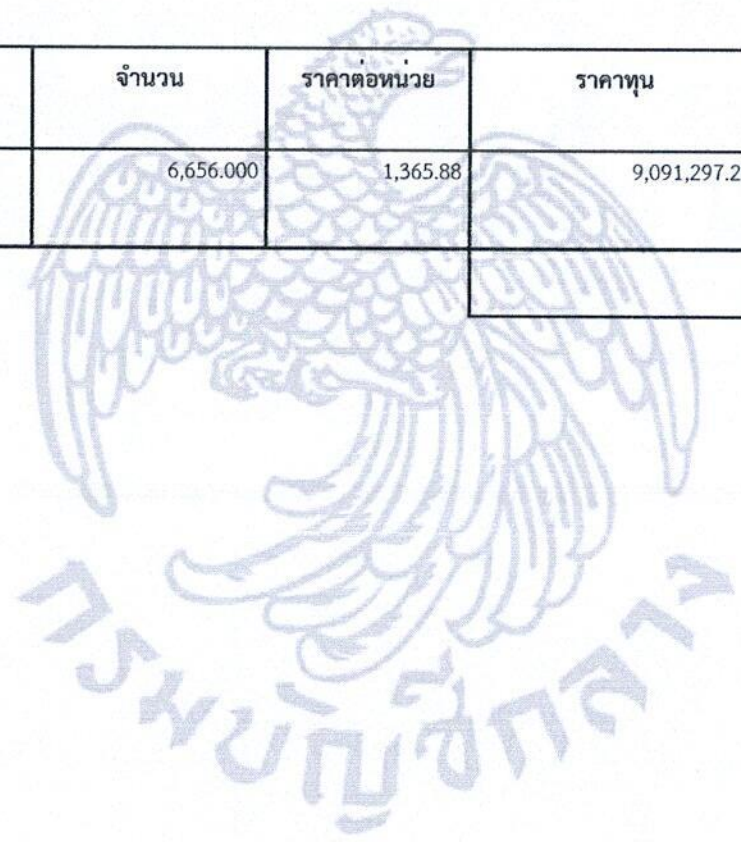 จำนวน ราคาต่อหน่วย ราคาทุน
6,656.000 1,365.88 9,091,297.2
กรมบัญชีกลาง